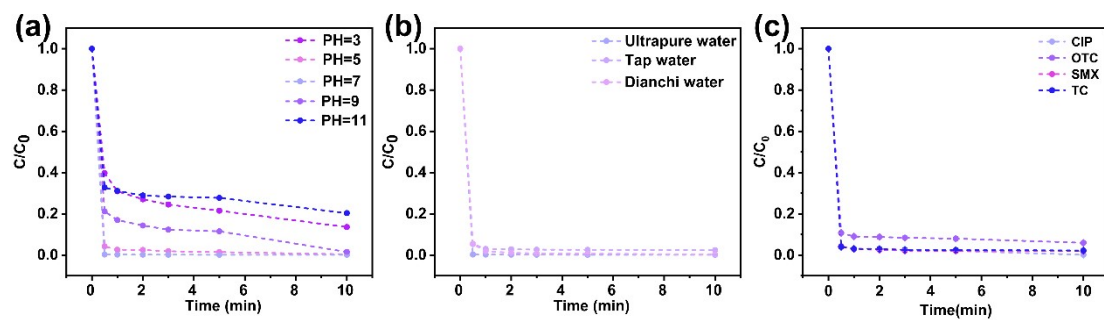 (a)
C/C0
1.0
0.8
0.6
0.4
0.2
0.0
PH=3
PH=5
PH=7
PH=9
PH=11
0 2 4 6 8 10
Time (min)
(b)
C/C0
1.0
0.8
0.6
0.4
0.2
0.0
Ultrapure water
Tap water
Dianchi water
0 2 4 6 8 10
Time (min)
(c)
C/C0
1.0
0.8
0.6
0.4
0.2
0.0
CIP
OTC
SMX
TC
0 2 4 6 8 10
Time(min)